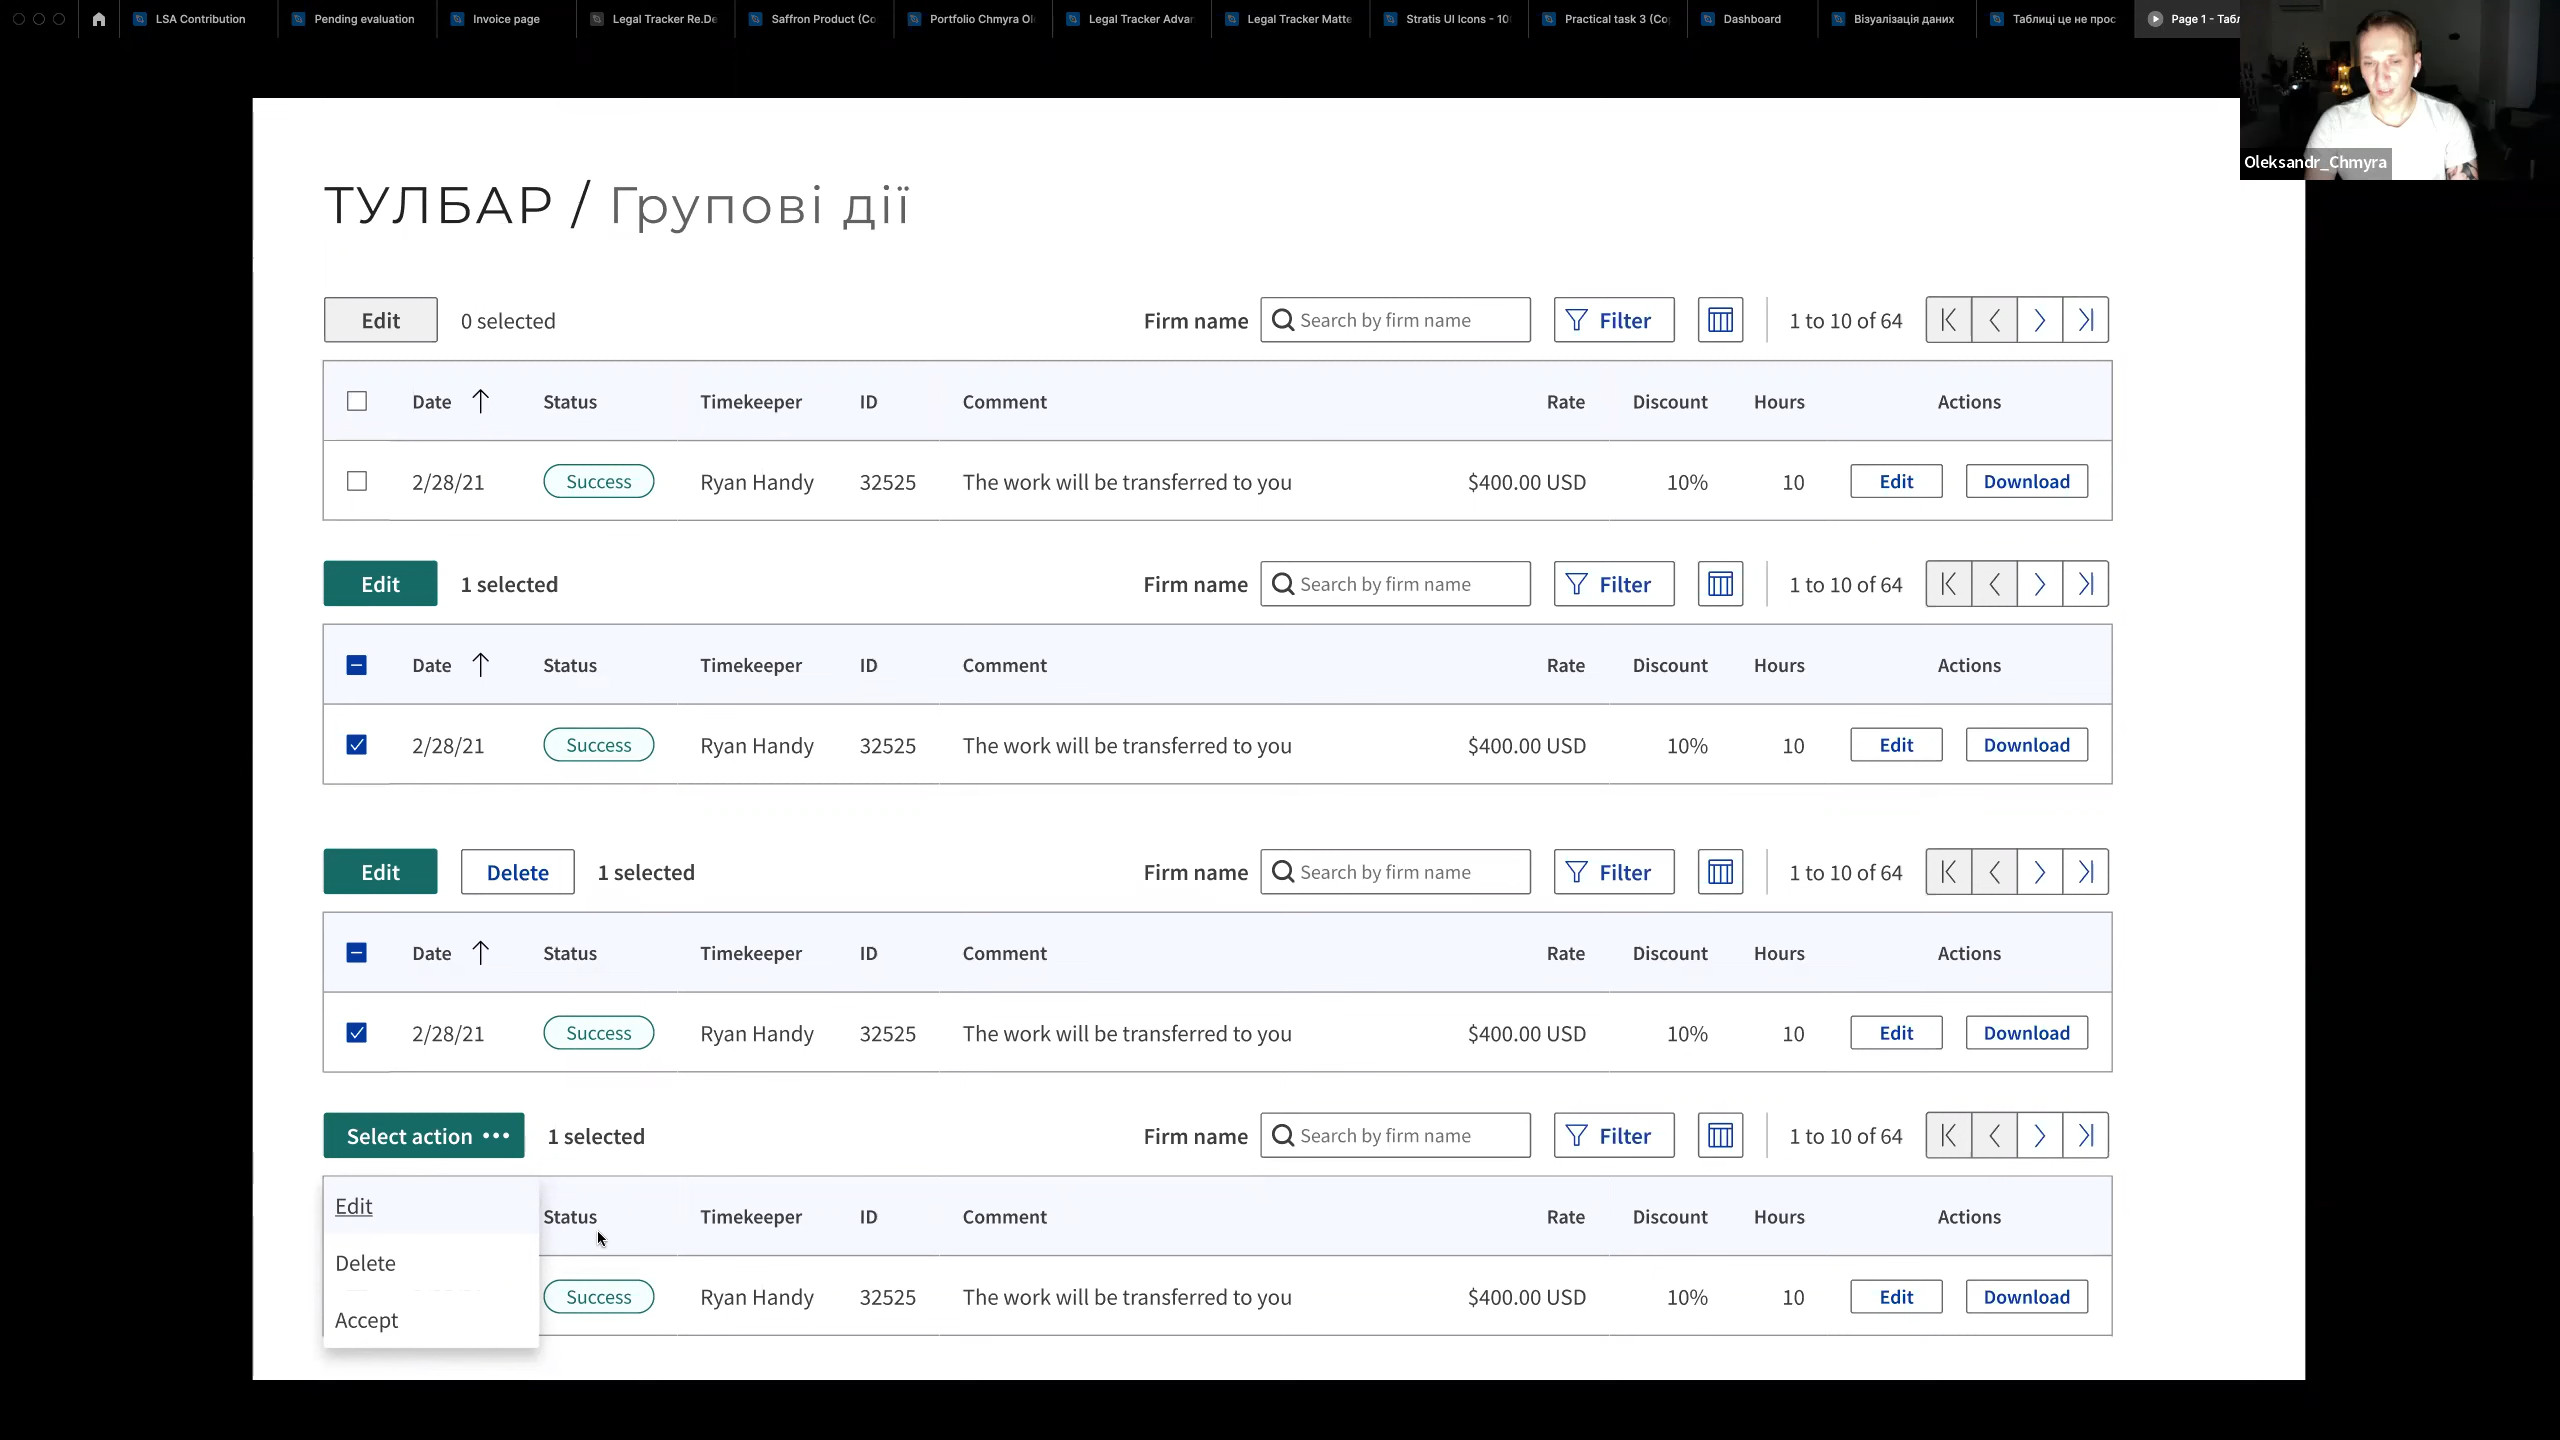 LSA Contribution Pending evaluation Invoice page Legal Tracker Re.De Saffron Product (Co Portfolio Chmyra Ol Legal Tracker Advar Legal Tracker Matte Stratis UI Icons - 10 Practical task 3 (Co Dashboard Візуалізація даних Таблиці це не прос Page 1 - Табл
Oleksandr_Chmyra
ТУЛБАР / Групові дії
Edit 0 selected Firm name Search by firm name Filter 1 to 10 of 64
Date Status Timekeeper ID Comment Rate Discount Hours Actions
2/28/21 Success Ryan Handy 32525 The work will be transferred to you $400.00 USD 10% 10 Edit Download
Edit 1 selected Firm name Search by firm name Filter 1 to 10 of 64
Date Status Timekeeper ID Comment Rate Discount Hours Actions
2/28/21 Success Ryan Handy 32525 The work will be transferred to you $400.00 USD 10% 10 Edit Download
Edit Delete 1 selected Firm name Search by firm name Filter 1 to 10 of 64
Date Status Timekeeper ID Comment Rate Discount Hours Actions
2/28/21 Success Ryan Handy 32525 The work will be transferred to you $400.00 USD 10% 10 Edit Download
Select action ••• 1 selected Firm name Search by firm name Filter 1 to 10 of 64
Edit
Status Timekeeper ID Comment Rate Discount Hours Actions
Delete
Success Ryan Handy 32525 The work will be transferred to you $400.00 USD 10% 10 Edit Download
Accept